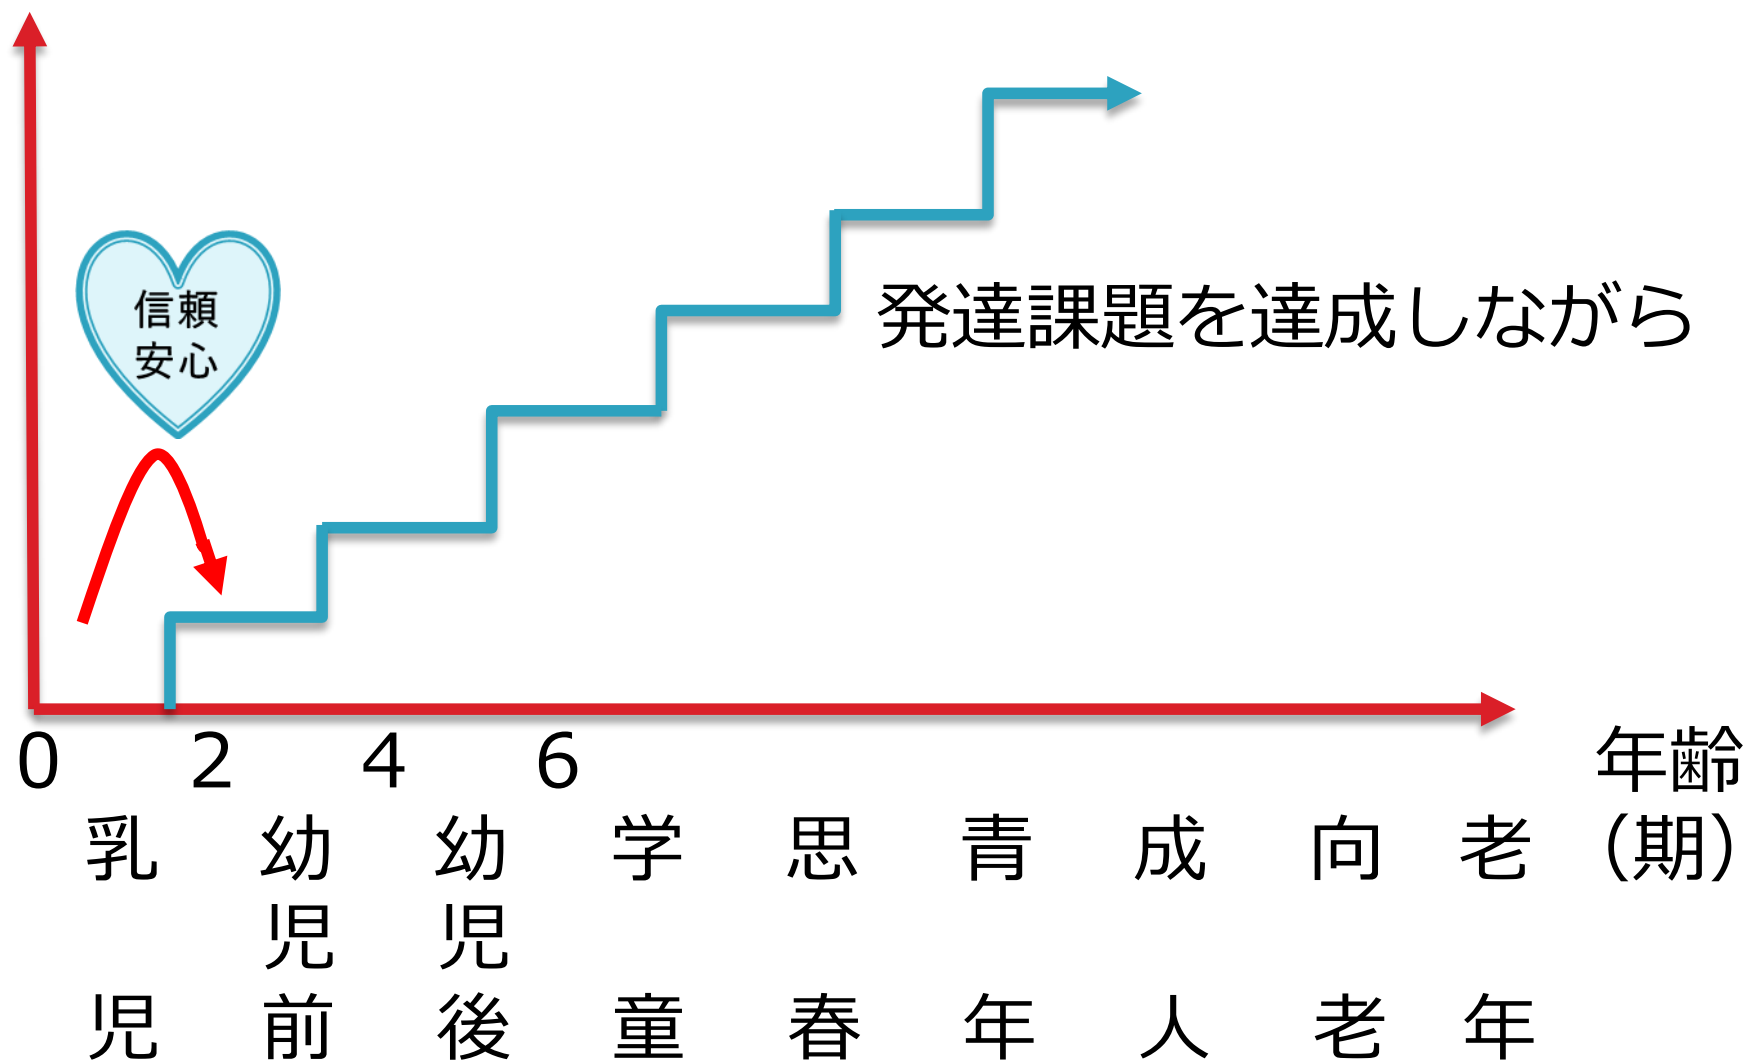 信頼
安心
発達課題を達成しながら
0 2 4 6 年齢
(期)
乳児
幼児前
幼児後
学童
思春
青年
成人
向老
老年